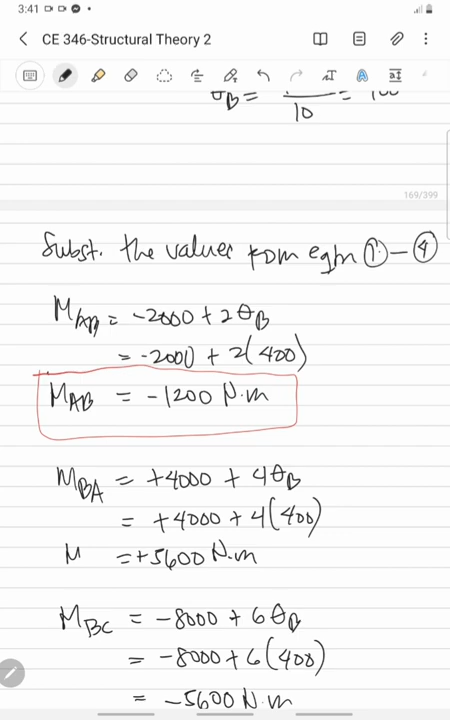 3:41
CE 346-Structural Theory 2
θB = 
10
169/399
Subst. the values from eqn ① – ④
MAB = -2000 + 2θB
= -2000 + 2(400)
MAB = -1200 N·m
MBA = +4000 + 4θB
= +4000 + 4(400)
M = +5600 N·m
MBC = -8000 + 6θB
= -8000 + 6(400)
= -5600 N·m